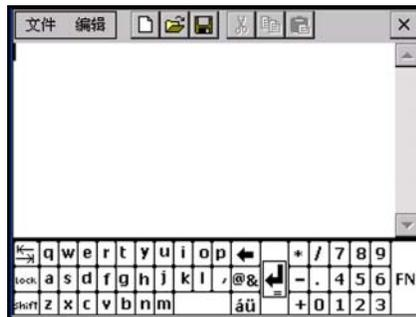 文件 编辑
q w e r t y u i o p * / 7 8 9
Lock a s d f g h j k l , @& - . 4 5 6 FN
Shift z x c v b n m áü + 0 1 2 3